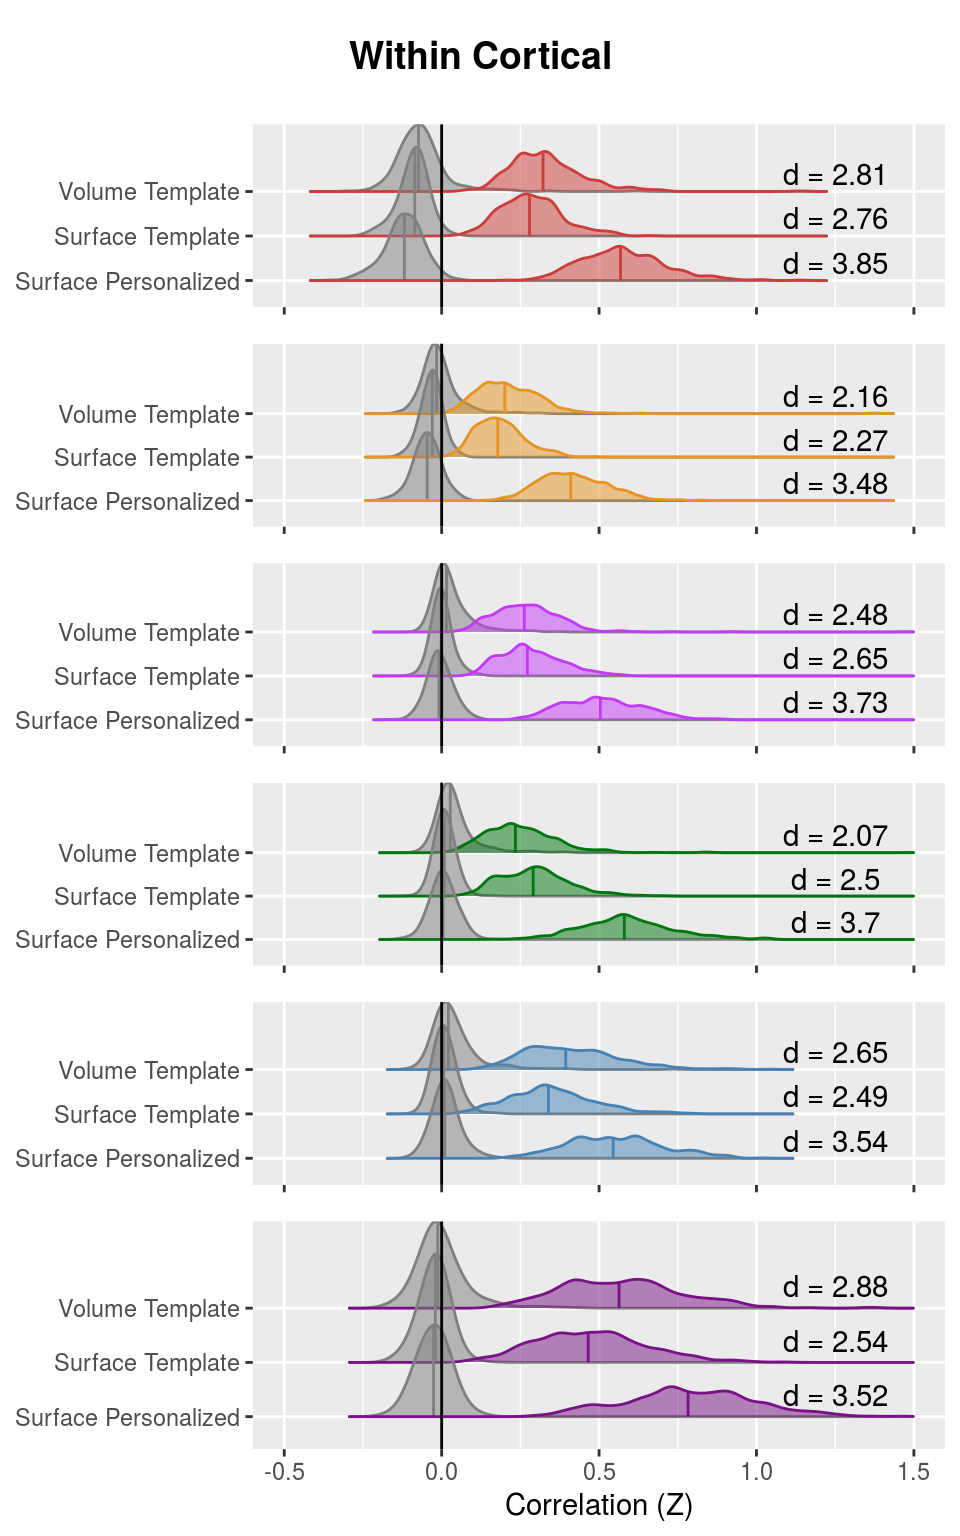 Within Cortical
Volume Template d = 2.81
Surface Template d = 2.76
Surface Personalized d = 3.85
Volume Template d = 2.16
Surface Template d = 2.27
Surface Personalized d = 3.48
Volume Template d = 2.48
Surface Template d = 2.65
Surface Personalized d = 3.73
Volume Template d = 2.07
Surface Template d = 2.5
Surface Personalized d = 3.7
Volume Template d = 2.65
Surface Template d = 2.49
Surface Personalized d = 3.54
Volume Template d = 2.88
Surface Template d = 2.54
Surface Personalized d = 3.52
-0.5 0.0 0.5 1.0 1.5
Correlation (Z)